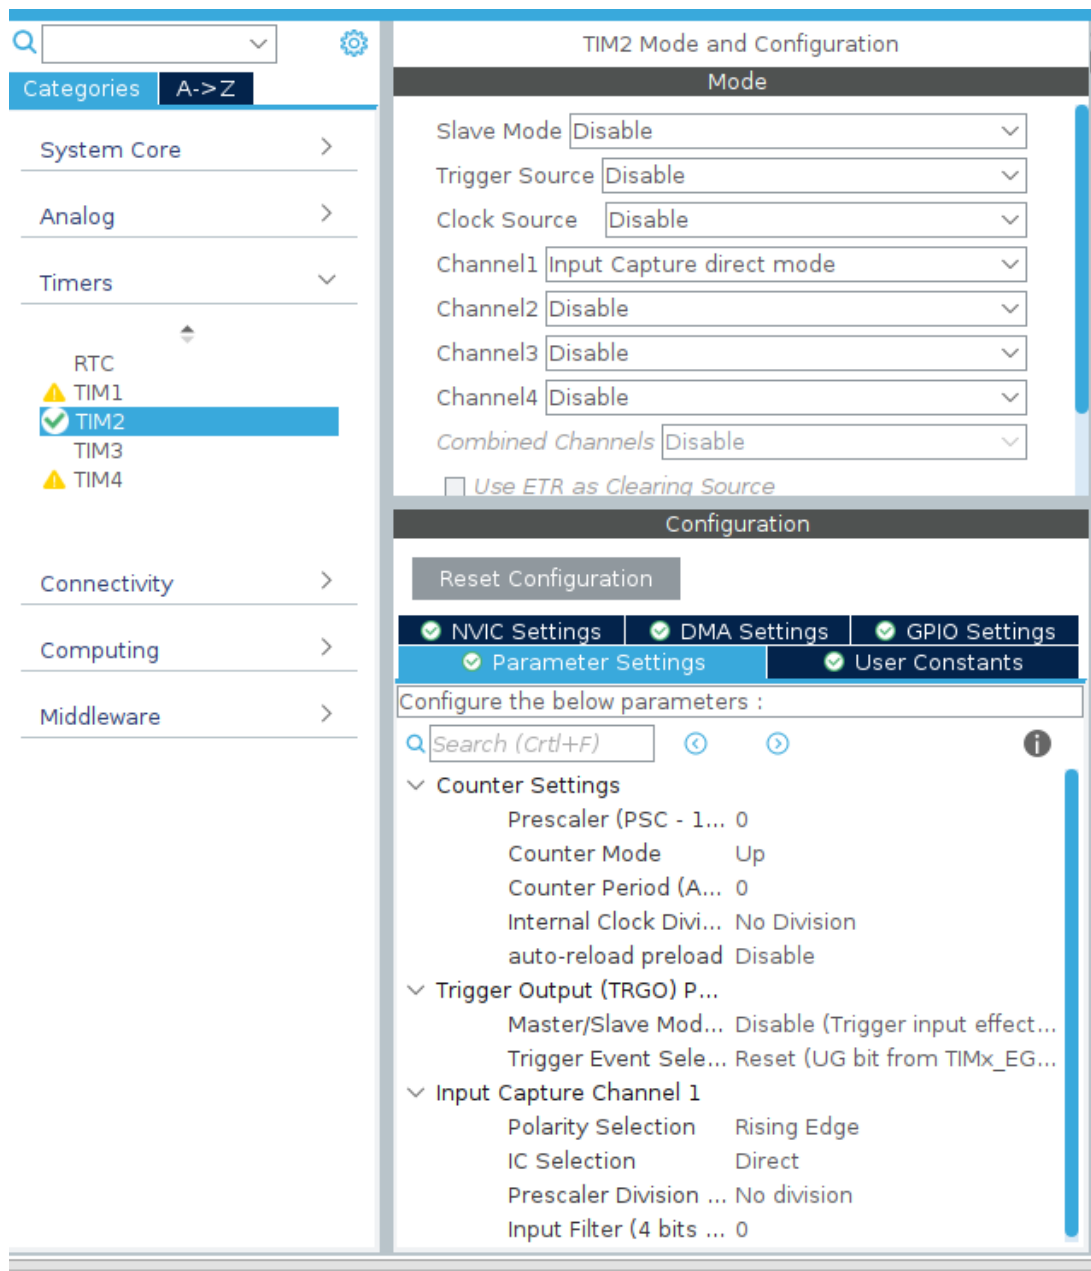 Categories A->Z
System Core
Analog
Timers
RTC
TIM1
TIM2
TIM3
TIM4
Connectivity
Computing
Middleware
TIM2 Mode and Configuration
Mode
Slave Mode Disable
Trigger Source Disable
Clock Source Disable
Channel1 Input Capture direct mode
Channel2 Disable
Channel3 Disable
Channel4 Disable
Combined Channels Disable
Use ETR as Clearing Source
Configuration
Reset Configuration
NVIC Settings DMA Settings GPIO Settings
Parameter Settings User Constants
Configure the below parameters :
Search (Crtl+F)
Counter Settings
Prescaler (PSC - 1... 0
Counter Mode Up
Counter Period (A... 0
Internal Clock Divi... No Division
auto-reload preload Disable
Trigger Output (TRGO) P...
Master/Slave Mod... Disable (Trigger input effect...
Trigger Event Sele... Reset (UG bit from TIMx_EG...
Input Capture Channel 1
Polarity Selection Rising Edge
IC Selection Direct
Prescaler Division ... No division
Input Filter (4 bits ... 0